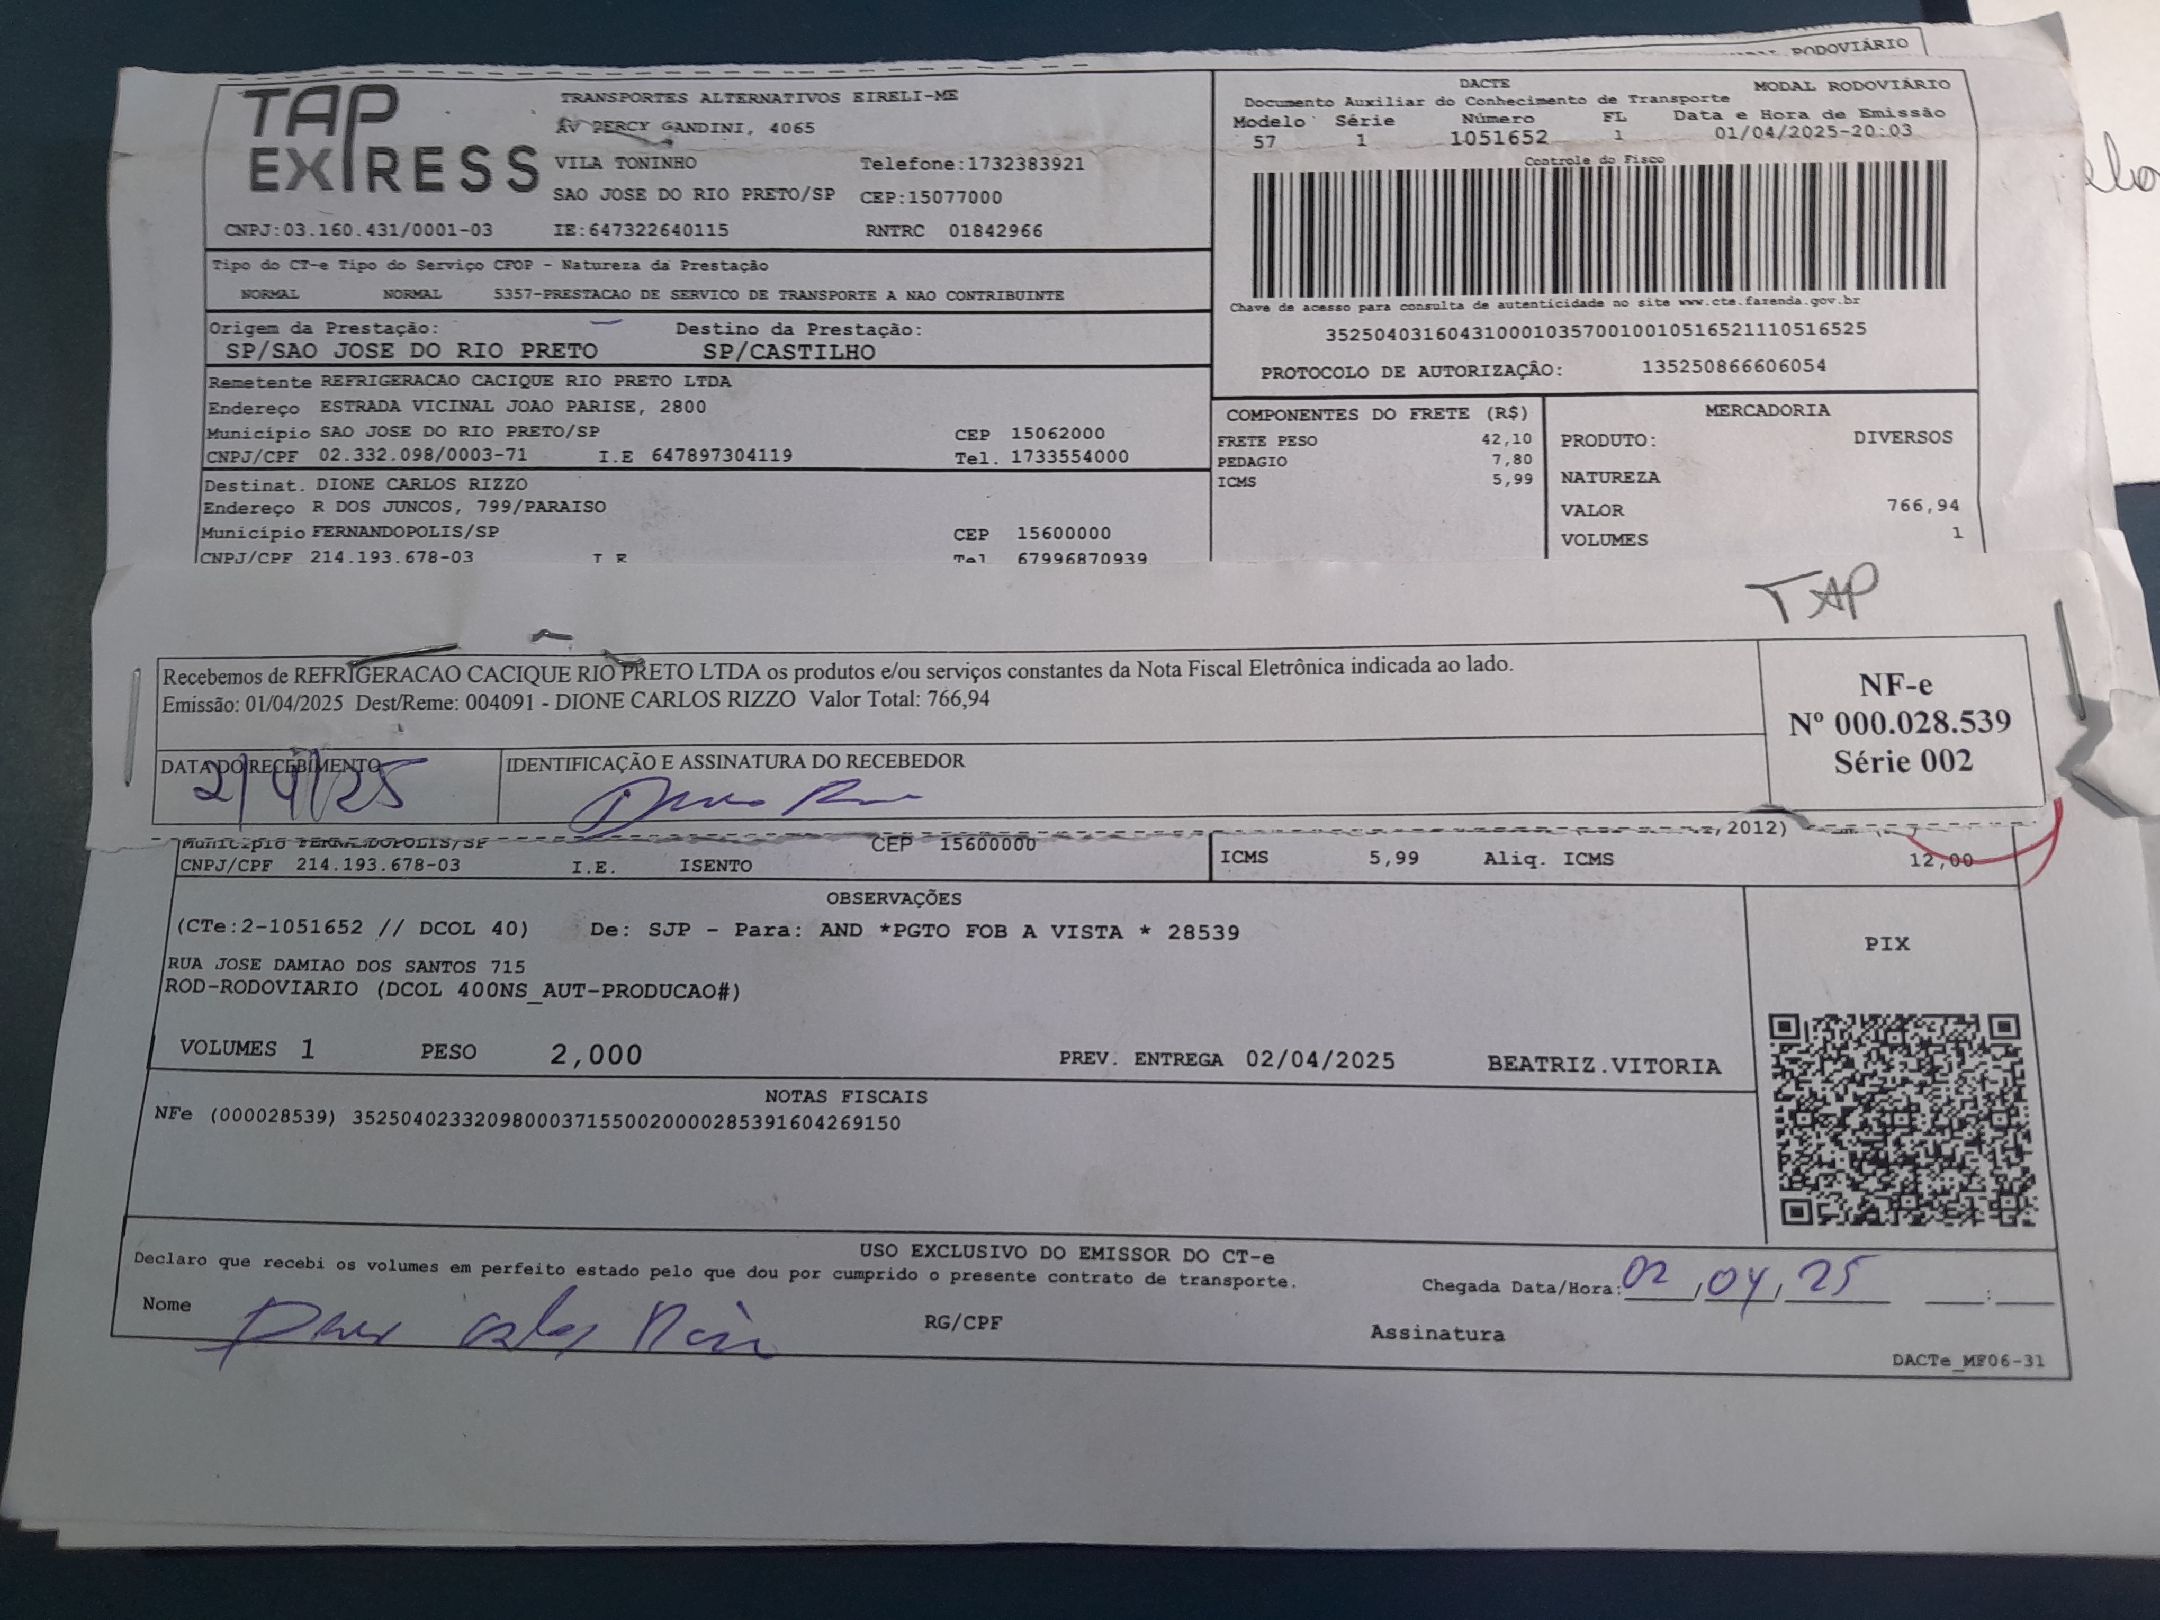 RODOVIÁRIO
TAP EXPRESS
TRANSPORTES ALTERNATIVOS EIRELI-ME
AV PERCY GANDINI, 4065
VILA TONINHO Telefone:1732383921
SAO JOSE DO RIO PRETO/SP CEP:15077000
CNPJ:03.160.431/0001-03 IE:647322640115 RNTRC 01842966
DACTE MODAL RODOVIÁRIO
Documento Auxiliar do Conhecimento de Transporte
Modelo Série Número FL Data e Hora de Emissão
57 1 1051652 1 01/04/2025-20:03
Controle do Fisco
Chave de acesso para consulta de autenticidade no site www.cte.fazenda.gov.br
35250403160431000103570010010516521110516525
PROTOCOLO DE AUTORIZAÇÃO: 135250866606054
Tipo do CT-e Tipo do Serviço CFOP - Natureza da Prestação
NORMAL NORMAL 5357-PRESTACAO DE SERVICO DE TRANSPORTE A NAO CONTRIBUINTE
Origem da Prestação: Destino da Prestação:
SP/SAO JOSE DO RIO PRETO SP/CASTILHO
Remetente REFRIGERACAO CACIQUE RIO PRETO LTDA
Endereço ESTRADA VICINAL JOAO PARISE, 2800
Município SAO JOSE DO RIO PRETO/SP CEP 15062000
CNPJ/CPF 02.332.098/0003-71 I.E 647897304119 Tel. 1733554000
Destinat. DIONE CARLOS RIZZO
Endereço R DOS JUNCOS, 799/PARAISO
Município FERNANDOPOLIS/SP CEP 15600000
CNPJ/CPF 214.193.678-03 I E Tel 67996870939
COMPONENTES DO FRETE (R$)
FRETE PESO 42,10
PEDAGIO 7,80
ICMS 5,99
MERCADORIA
PRODUTO: DIVERSOS
NATUREZA
VALOR 766,94
VOLUMES 1
TAP
Recebemos de REFRIGERACAO CACIQUE RIO PRETO LTDA os produtos e/ou serviços constantes da Nota Fiscal Eletrônica indicada ao lado.
Emissão: 01/04/2025 Dest/Reme: 004091 - DIONE CARLOS RIZZO Valor Total: 766,94
NF-e
Nº 000.028.539
Série 002
DATA DO RECEBIMENTO IDENTIFICAÇÃO E ASSINATURA DO RECEBEDOR
2/4/25
, 2012)
Município FERNANDOPOLIS/SP CEP 15600000
CNPJ/CPF 214.193.678-03 I.E. ISENTO
ICMS 5,99 Aliq. ICMS 12,00
OBSERVAÇÕES
(CTe:2-1051652 // DCOL 40) De: SJP - Para: AND *PGTO FOB A VISTA * 28539
RUA JOSE DAMIAO DOS SANTOS 715
ROD-RODOVIARIO (DCOL 400NS_AUT-PRODUCAO#)
VOLUMES 1 PESO 2,000 PREV. ENTREGA 02/04/2025 BEATRIZ.VITORIA
PIX
NOTAS FISCAIS
NFe (000028539) 35250402332098000371550020000285391604269150
USO EXCLUSIVO DO EMISSOR DO CT-e
Declaro que recebi os volumes em perfeito estado pelo que dou por cumprido o presente contrato de transporte.
Chegada Data/Hora: 02/04/25 :
Nome RG/CPF Assinatura
DACTe_MF06-31